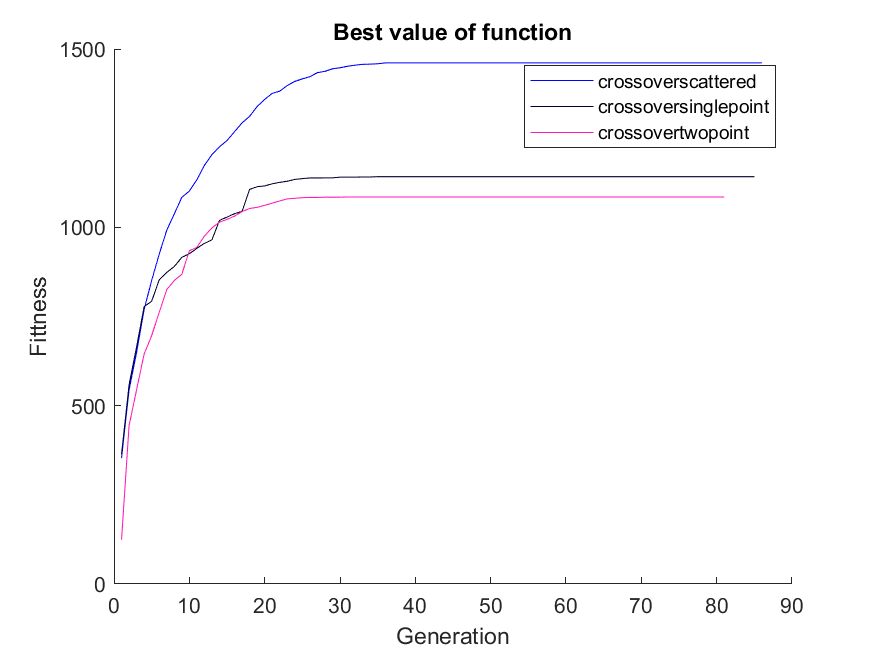 Best value of function
1500
1000
500
0
Fittness
crossoverscattered
crossoversinglepoint
crossovertwopoint
0 10 20 30 40 50 60 70 80 90
Generation